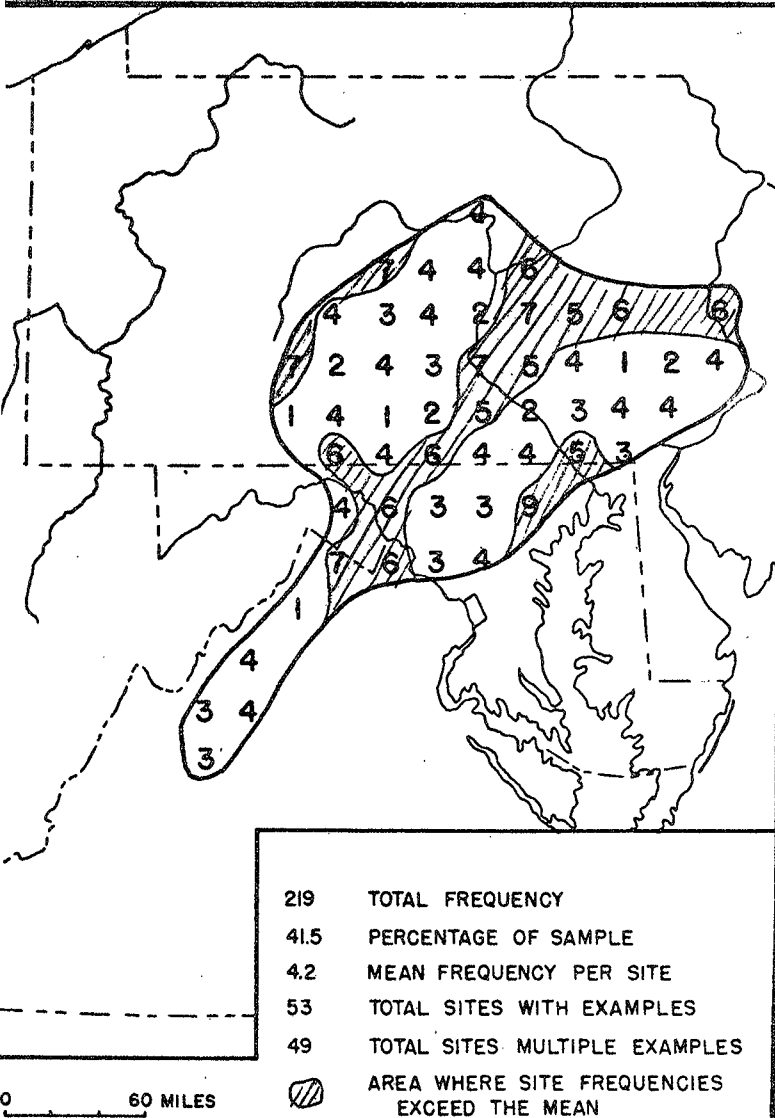 4
7 4 4 6
4 3 4 2 7 5 6 6
7 2 4 3 7 5 4 1 2 4
1 4 1 2 5 2 3 4 4
6 4 6 4 4 5 3
4 6 3 3 9
7 6 3 4
1
4
3 4
3
219 TOTAL FREQUENCY
41.5 PERCENTAGE OF SAMPLE
4.2 MEAN FREQUENCY PER SITE
53 TOTAL SITES WITH EXAMPLES
49 TOTAL SITES MULTIPLE EXAMPLES
AREA WHERE SITE FREQUENCIES
EXCEED THE MEAN
0 60 MILES